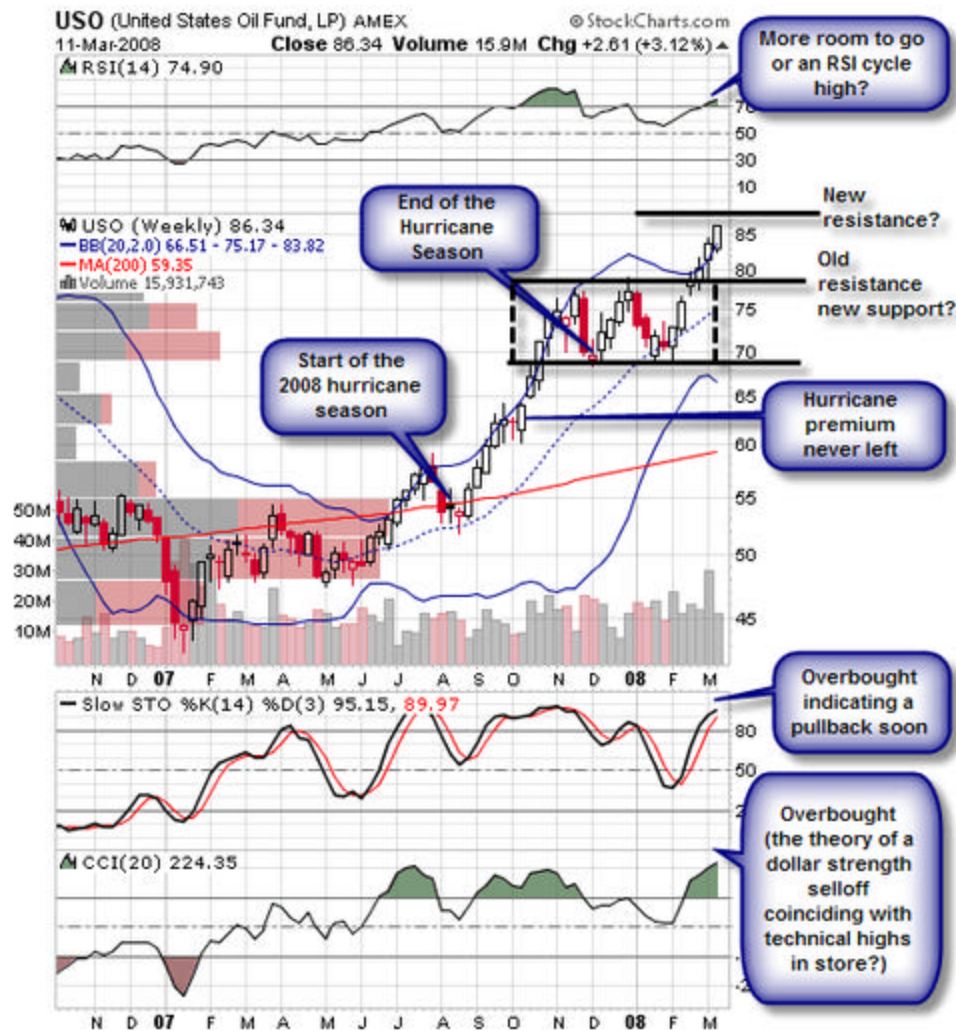 USO (United States Oil Fund, LP) AMEX
© StockCharts.com
11-Mar-2008
Close 86.34 Volume 15.9M Chg +2.61 (+3.12%)
RSI(14) 74.90
More room to go
or an RSI cycle
high?
70
50
30
10
End of the
Hurricane
Season
New
resistance?
USO (Weekly) 86.34
BB(20,2.0) 66.51 - 75.17 - 83.82
MA(200) 59.35
Volume 15,931,743
Old
resistance
new support?
Start of the
2008 hurricane
season
Hurricane
premium
never left
85
80
75
70
65
60
55
50
45
50M
40M
30M
20M
10M
N D 07 F M A M J J A S O N D 08 F M
Slow STO %K(14) %D(3) 95.15, 89.97
Overbought
indicating a
pullback soon
80
50
CCI(20) 224.35
Overbought
(the theory of a
dollar strength
selloff
coinciding with
technical highs
in store?)
N D 07 F M A M J J A S O N D 08 F M